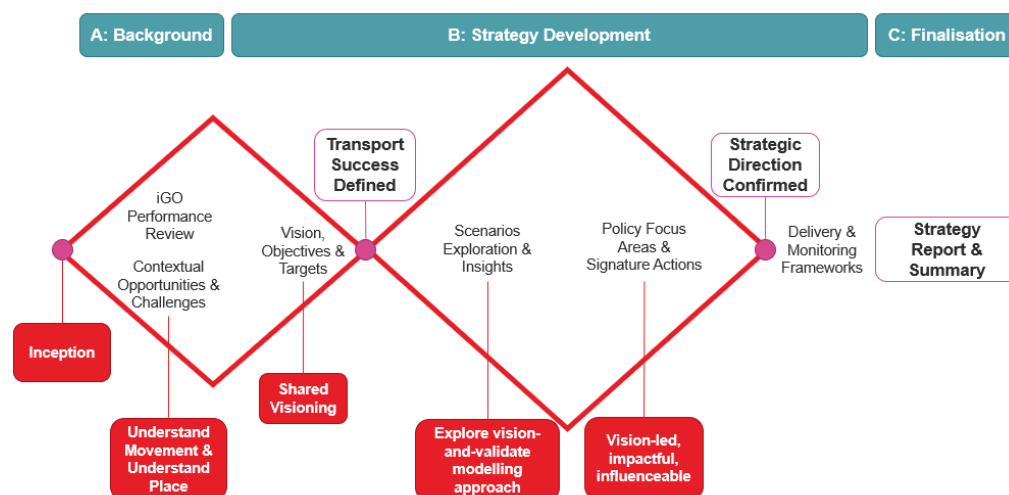 A: Background
B: Strategy Development
C: Finalisation
Transport
Success
Defined
Strategic
Direction
Confirmed
iGO
Performance
Review
Contextual
Opportunities &
Challenges
Vision,
Objectives &
Targets
Scenarios
Exploration &
Insights
Policy Focus
Areas &
Signature Actions
Delivery &
Monitoring
Frameworks
Strategy
Report &
Summary
Inception
Shared
Visioning
Understand
Movement &
Understand
Place
Explore vision-
and-validate
modelling
approach
Vision-led,
impactful,
influenceable